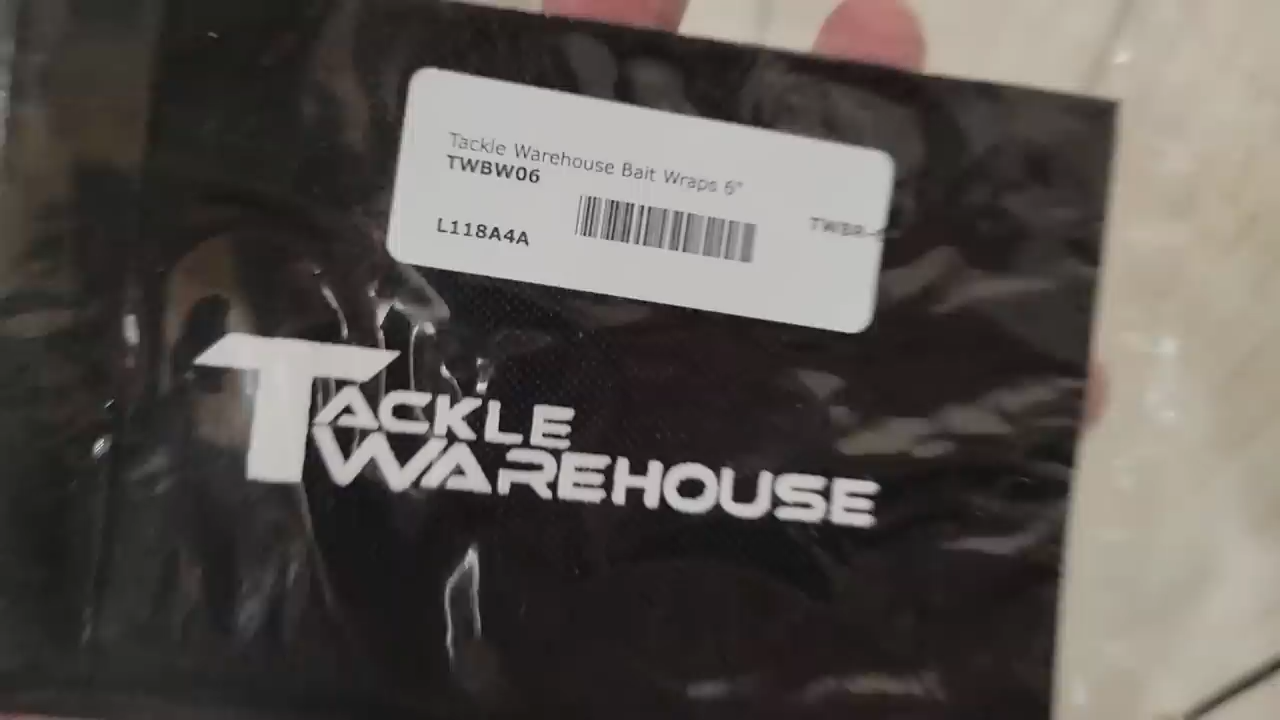 Tackle Warehouse Bait Wraps 6"
TWBW06
L118A4A
TACKLE
WAREHOUSE